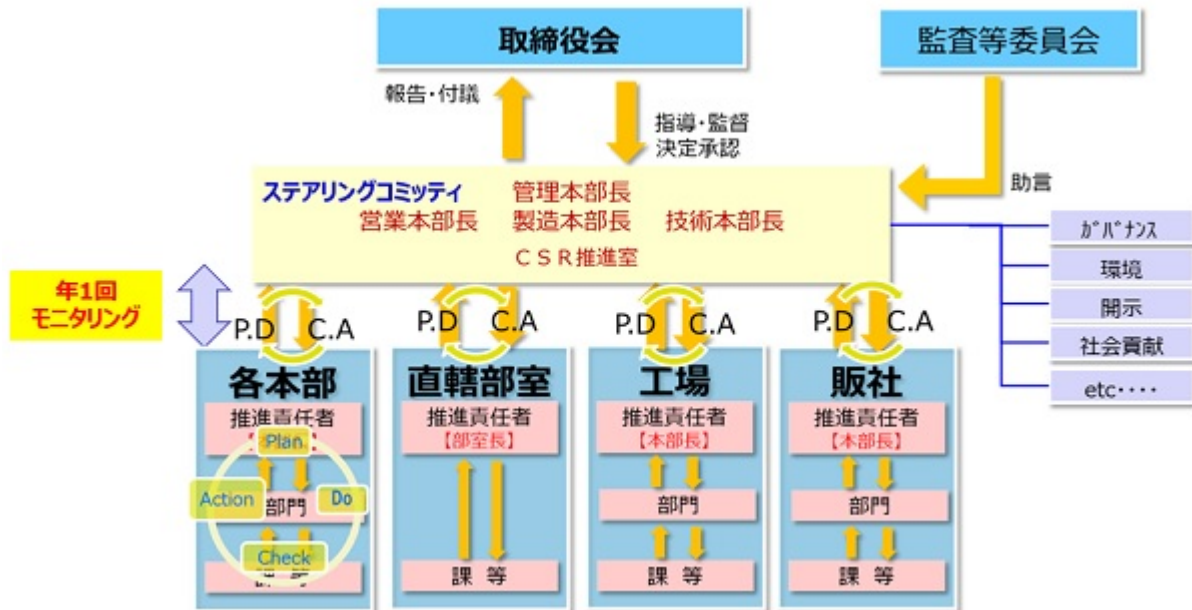 取締役会
監査等委員会
報告・付議
指導・監督
決定承認
助言
ステアリングコミッティ
管理本部長
営業本部長
製造本部長
技術本部長
CSR推進室
ガバナンス
環境
開示
社会貢献
etc‥‥
年1回
モニタリング
P.D
C.A
P.D
C.A
P.D
C.A
P.D
C.A
各本部
推進責任者
Plan
Action
Do
部門
Check
課 等
直轄部室
推進責任者
【部室長】
課 等
工場
推進責任者
【本部長】
部門
課 等
販社
推進責任者
【本部長】
部門
課 等